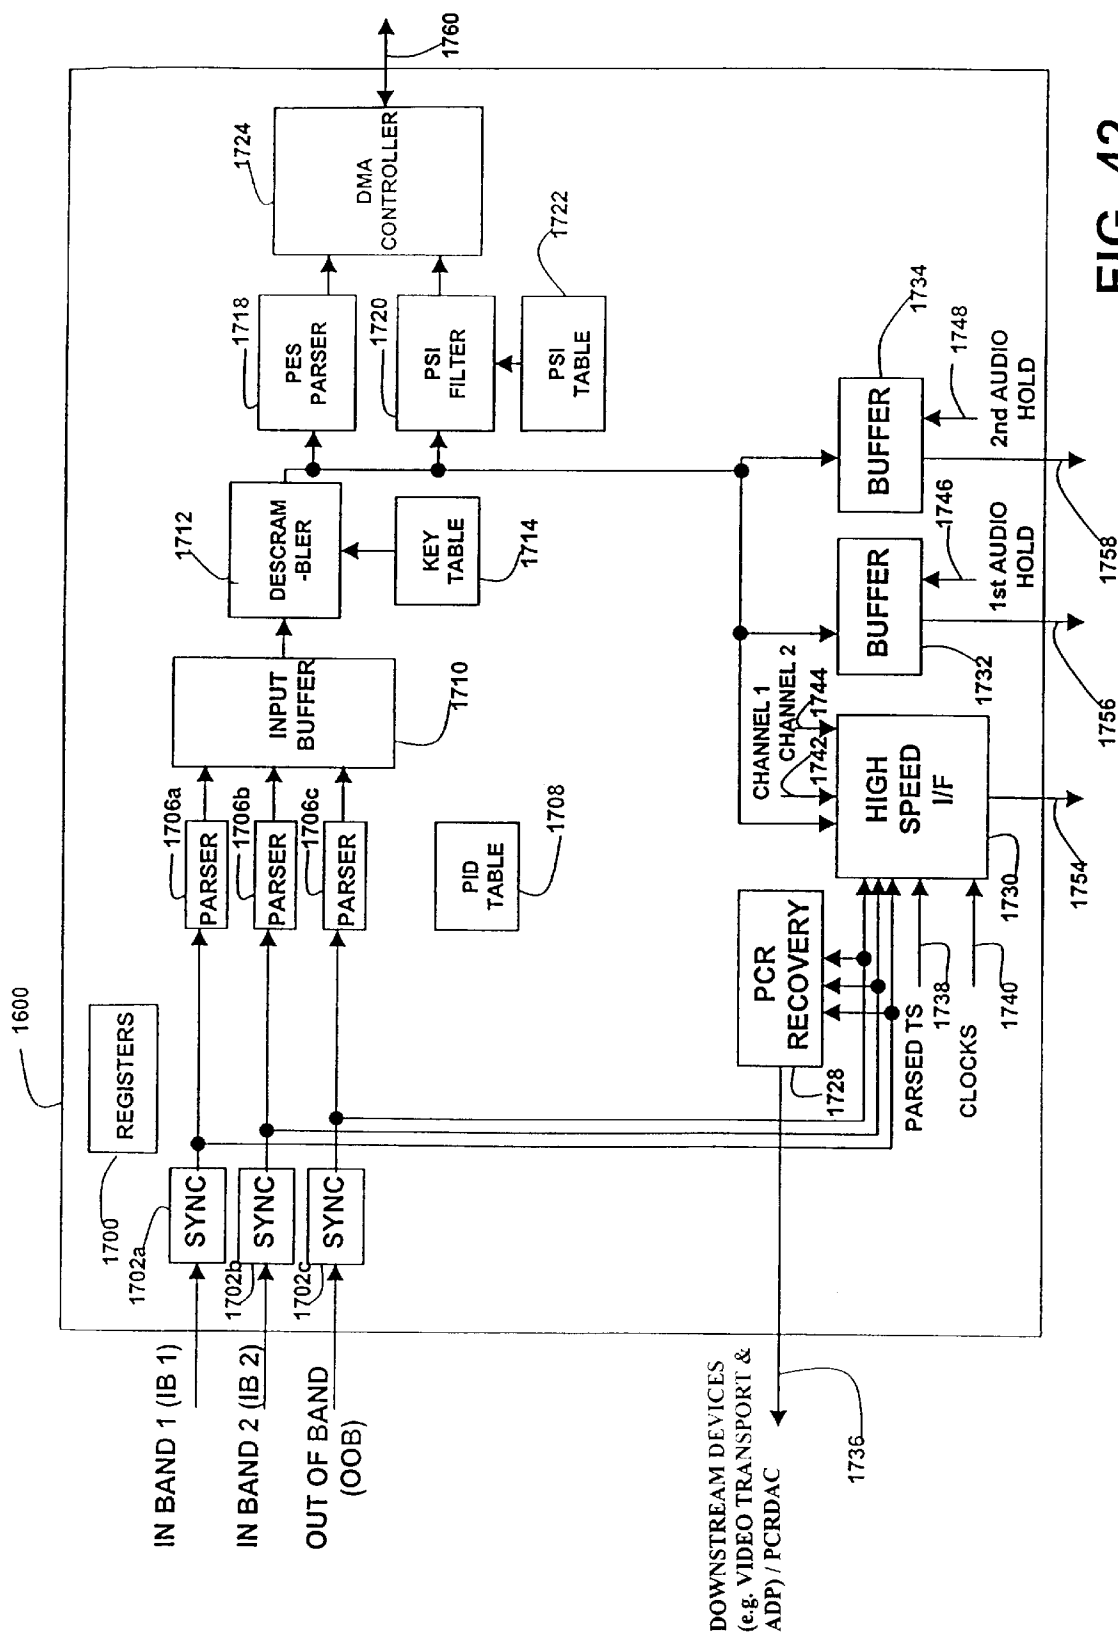 1600
1700
REGISTERS
1702a
SYNC
1702b
SYNC
1702c
SYNC
IN BAND 1 (IB 1)
IN BAND 2 (IB 2)
OUT OF BAND
(OOB)
1706a
PARSER
1706b
PARSER
1706c
PARSER
PID
TABLE
1708
INPUT
BUFFER
1710
1712
DESCRAM
-BLER
KEY
TABLE
1714
1718
PES
PARSER
1720
PSI
FILTER
PSI
TABLE
1722
1724
DMA
CONTROLLER
1760
PCR
RECOVERY
1728
DOWNSTREAM DEVICES
(e.g. VIDEO TRANSPORT &
ADP) / PCRDAC
1736
PARSED TS
1738
CLOCKS
1740
CHANNEL 1
CHANNEL 2
1742
1744
HIGH
SPEED
I/F
1730
1754
BUFFER
1732
1746
1st AUDIO
HOLD
1756
BUFFER
1734
1748
2nd AUDIO
HOLD
1758
FIG. 42